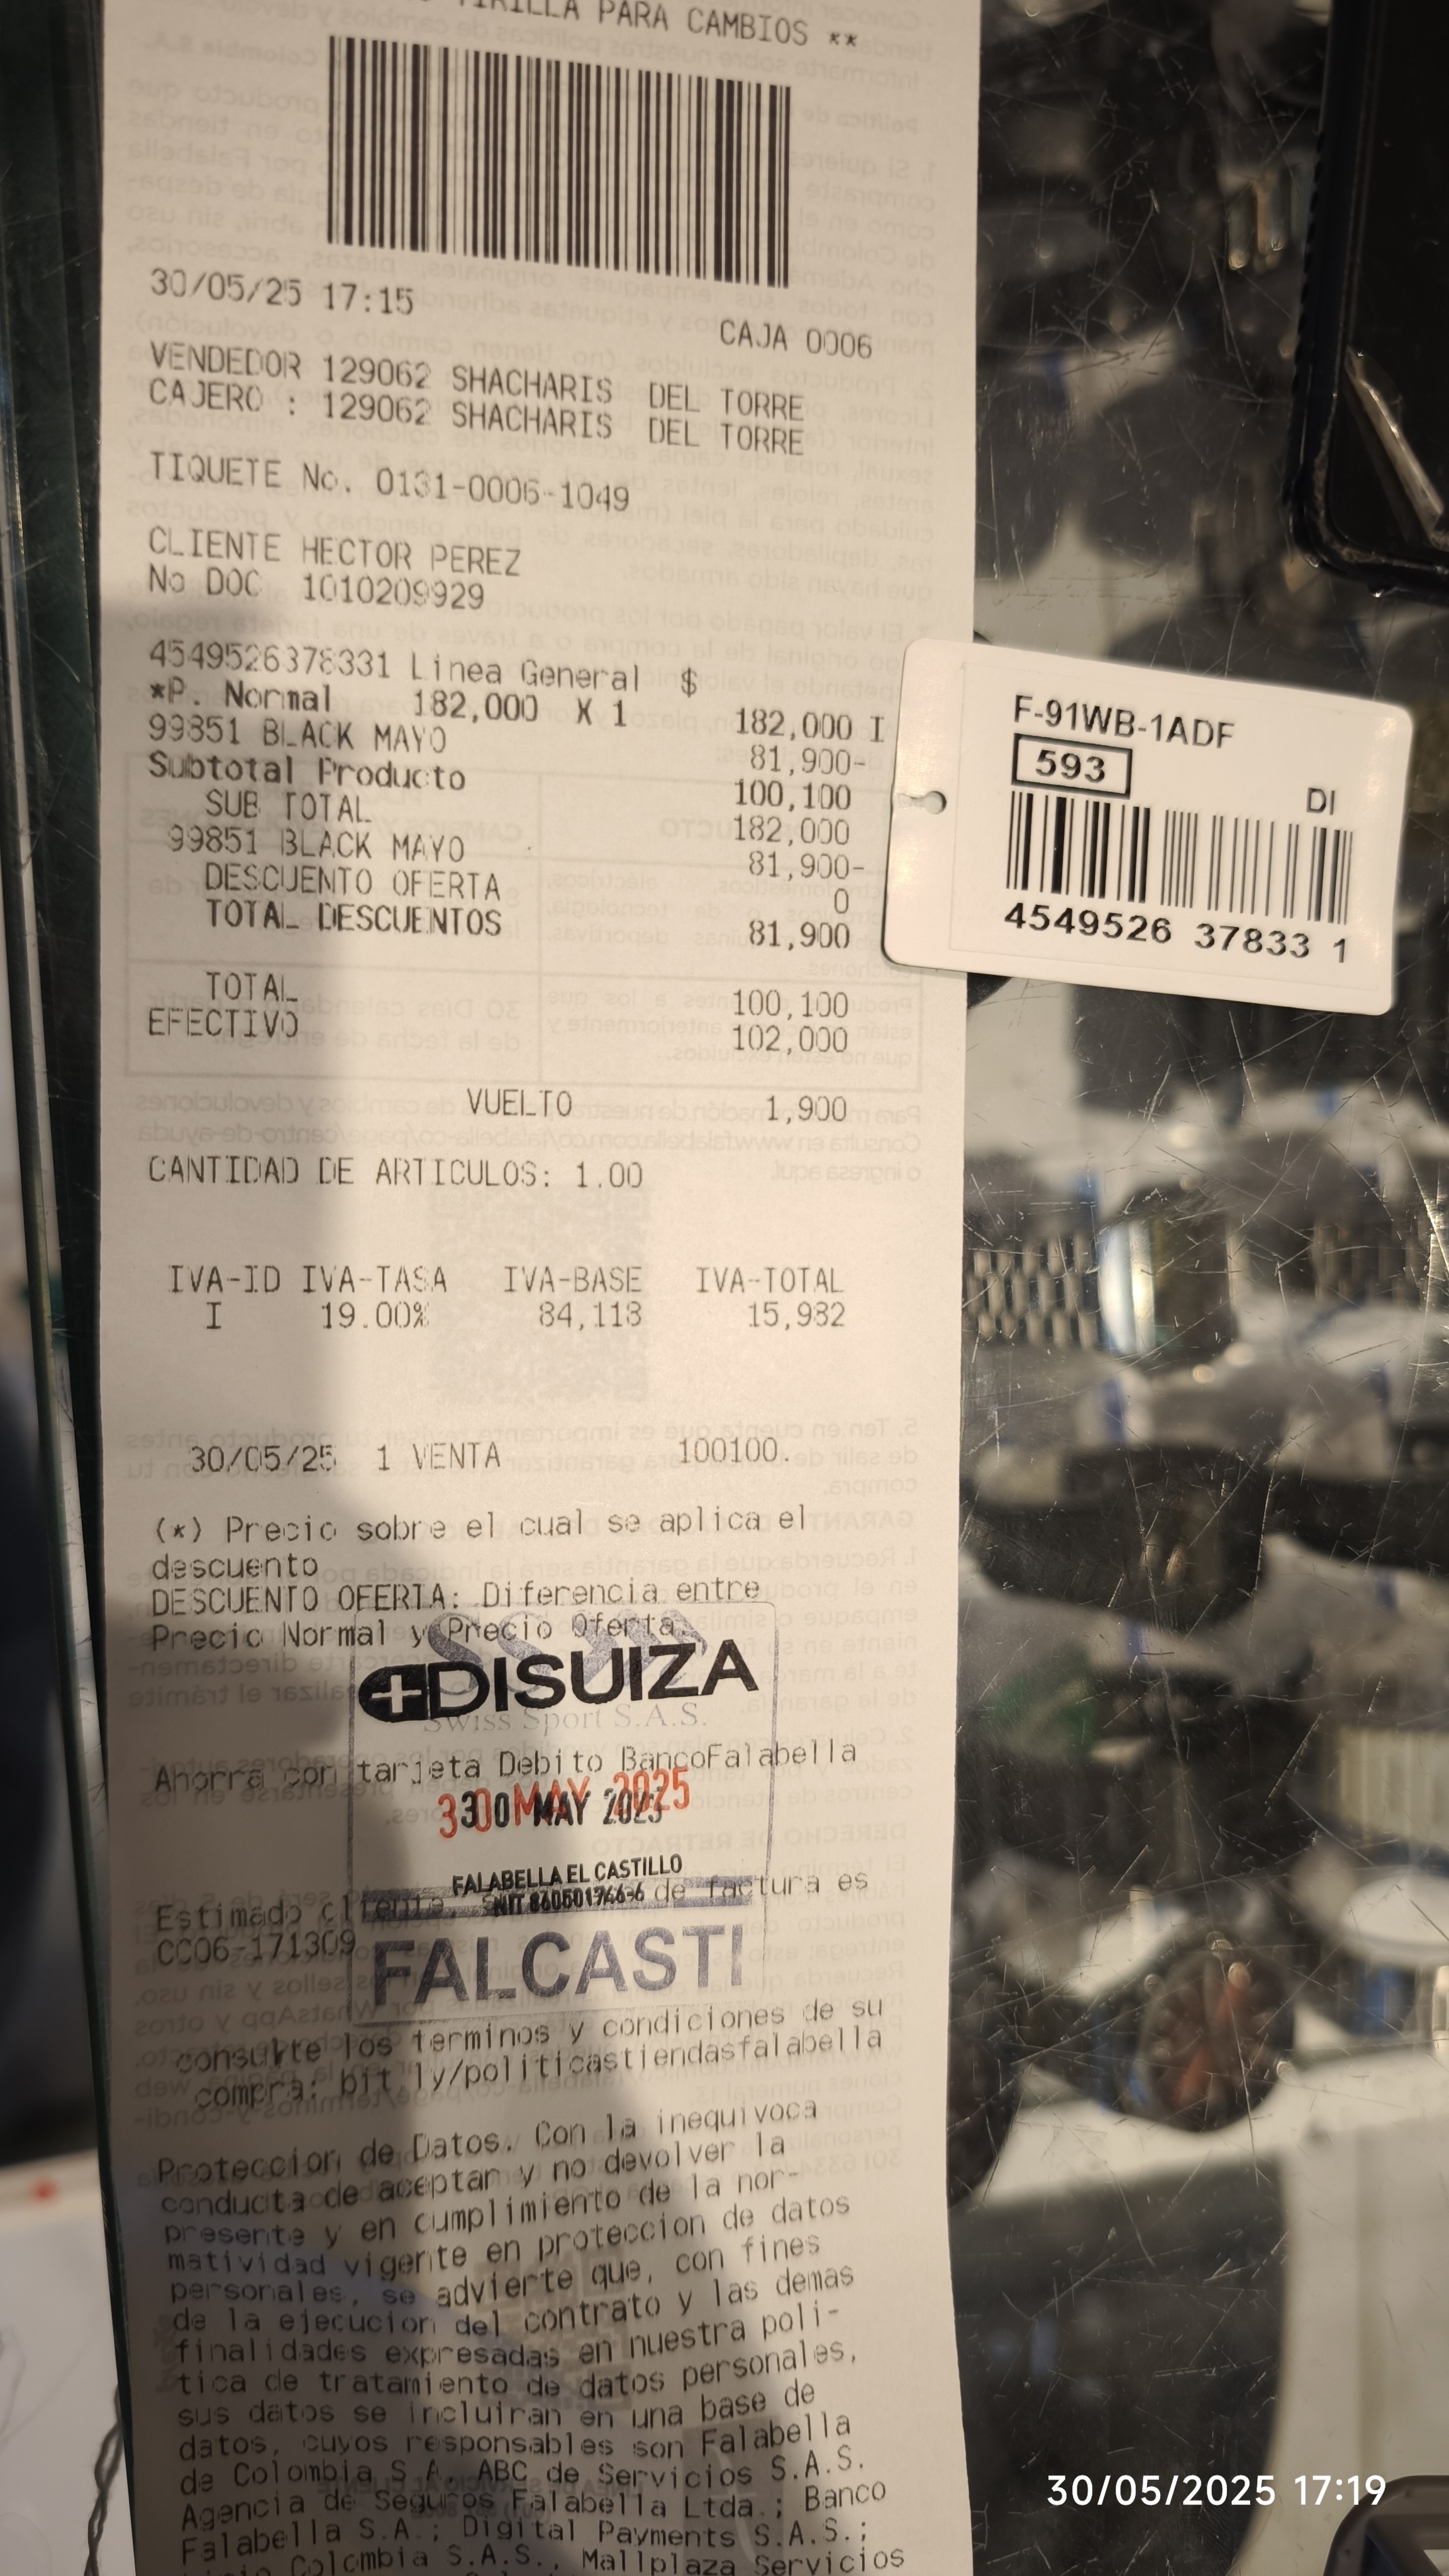 TIRILLA PARA CAMBIOS **
30/05/25 17:15
CAJA 0006
VENDEDOR 129062 SHACHARIS DEL TORRE
CAJERO : 129062 SHACHARIS DEL TORRE
TIQUETE No. 0131-0006-1049
CLIENTE HECTOR PEREZ
No DOC 1010209929
4549526378331 Linea General $
*P. Normal 182,000 X 1 182,000 I
99851 BLACK MAYO 81,900-
Subtotal Producto 100,100
SUB TOTAL 182,000
99851 BLACK MAYO 81,900-
DESCUENTO OFERTA 0
TOTAL DESCUENTOS 81,900
TOTAL 100,100
EFECTIVO 102,000
VUELTO 1,900
CANTIDAD DE ARTICULOS: 1.00
IVA-ID IVA-TASA IVA-BASE IVA-TOTAL
I 19.00% 84,118 15,982
30/05/25 1 VENTA 100100.
(*) Precio sobre el cual se aplica el
descuento
DESCUENTO OFERTA: Diferencia entre
Precio Normal y Precio Oferta.
DISUIZA
Swiss Sport S.A.S.
Ahorra con tarjeta Debito BancoFalabella
30 MAY 2025
30 MAY 2025
FALABELLA EL CASTILLO
Estimado cliente, de factura es
CC06-171309
FALCASTI
consulte los terminos y condiciones de su
compra: bit ly/politicastiendasfalabella
Proteccion de Datos. Con la inequivoca
conducta de aceptar y no devolver la
presente y en cumplimiento de la nor-
matividad vigente en proteccion de datos
personales, se advierte que, con fines
de la ejecucion del contrato y las demas
finalidades expresadas en nuestra poli-
tica de tratamiento de datos personales,
sus datos se incluiran en una base de
datos, cuyos responsables son Falabella
de Colombia S.A, ABC de Servicios S.A.S.
Agencia de Seguros Falabella Ltda.; Banco
Falabella S.A.; Digital Payments S.A.S.;
Colombia S.A.S., Mallplaza Servicios
F-91WB-1ADF
593
DI
4549526 37833 1
30/05/2025 17:19